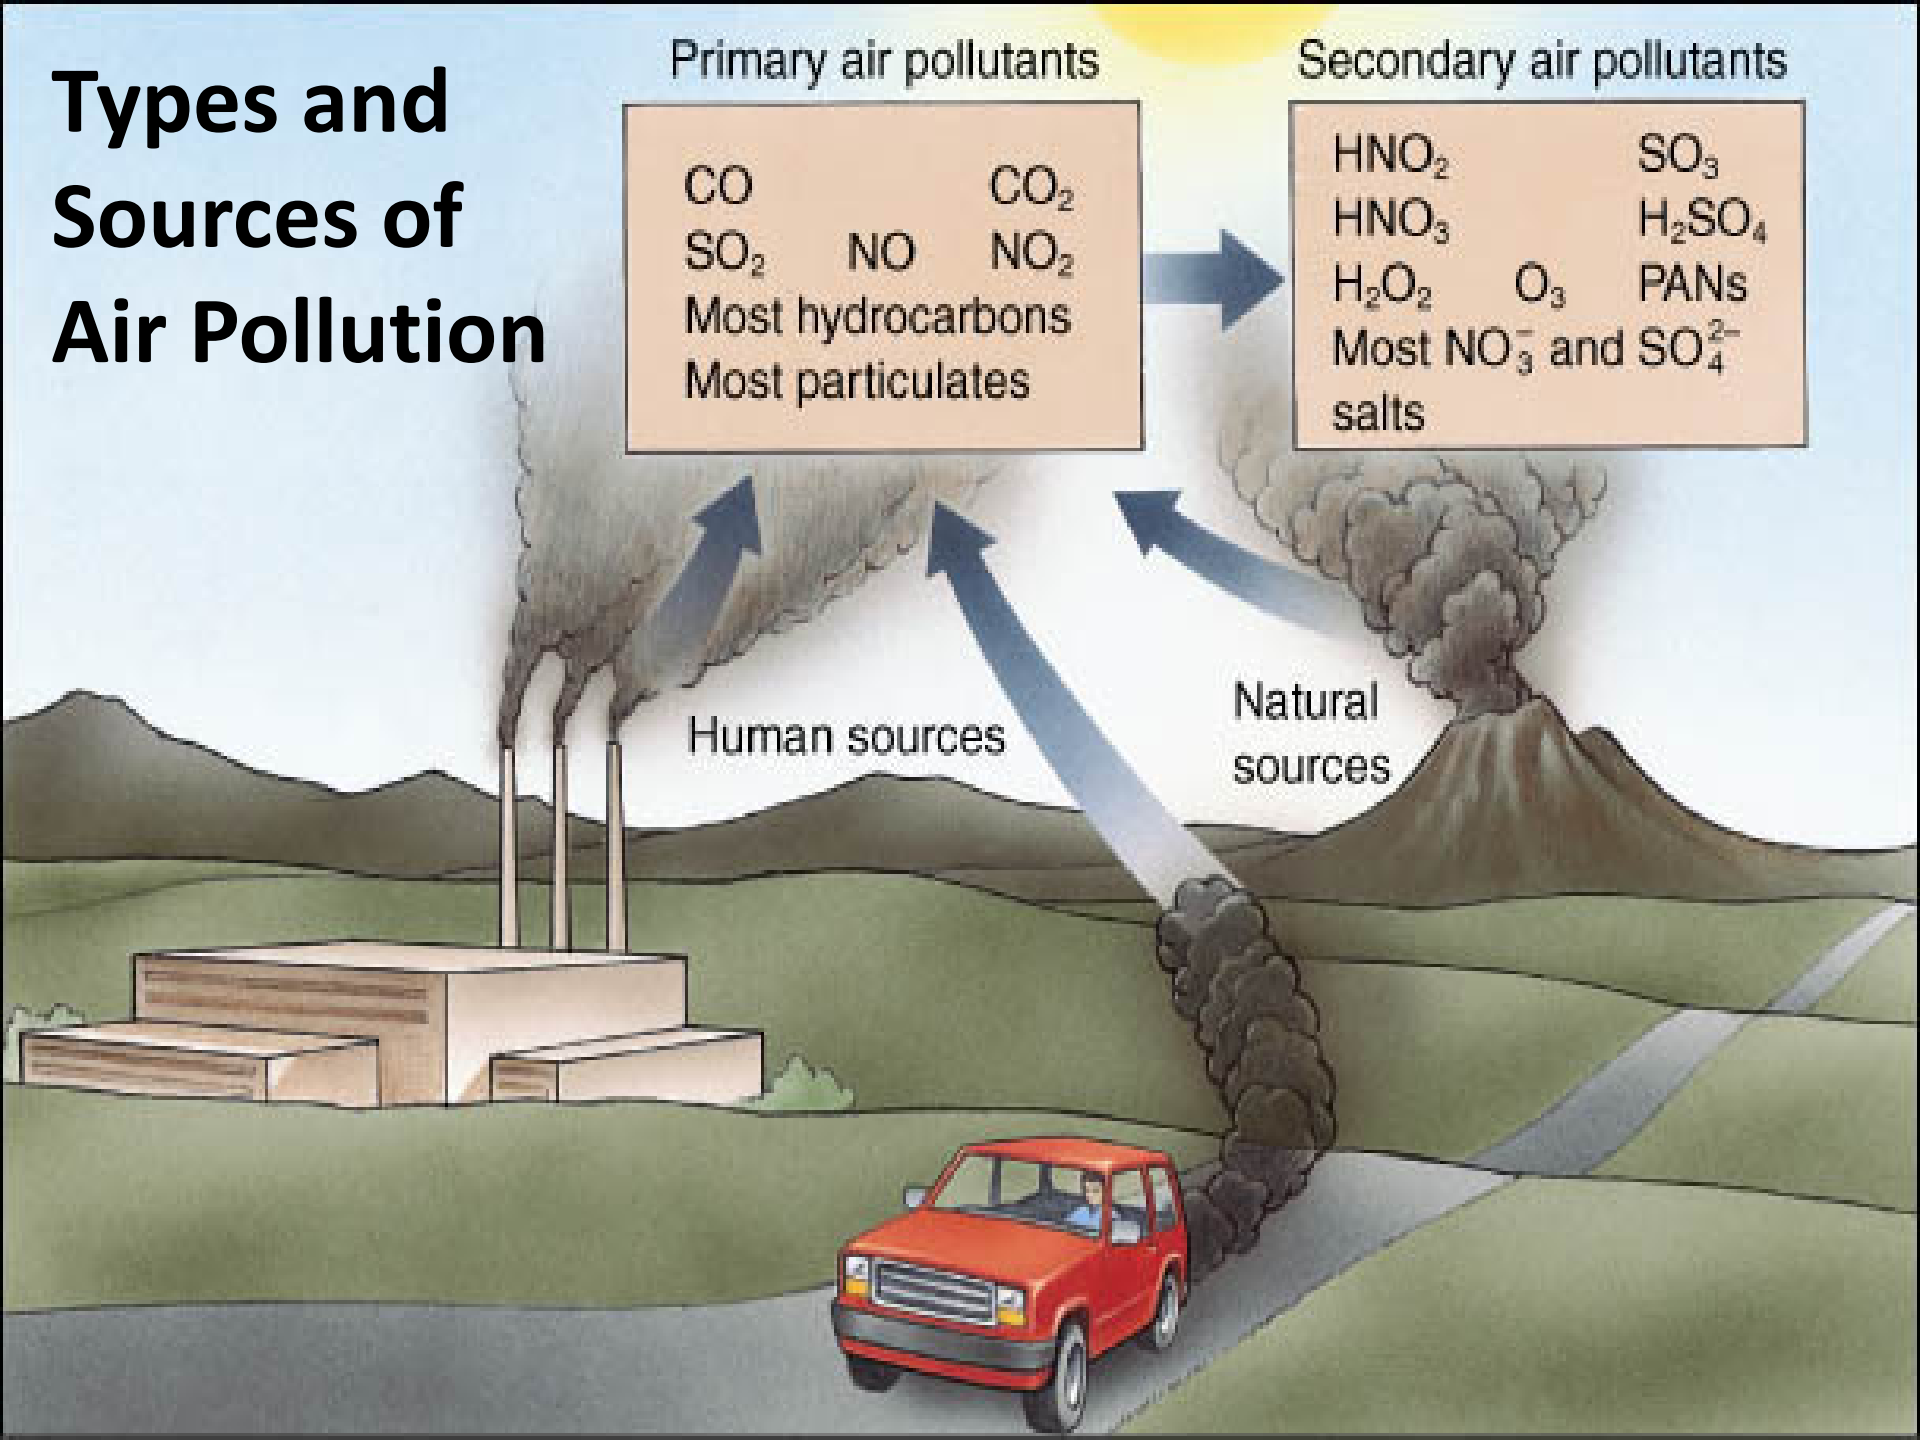 Types and
Sources of
Air Pollution
Primary air pollutants
CO CO₂
SO₂ NO NO₂
Most hydrocarbons
Most particulates
Secondary air pollutants
HNO₂ SO₃
HNO₃ H₂SO₄
H₂O₂ O₃ PANs
Most NO₃⁻ and SO₄²⁻
salts
Human sources
Natural
sources